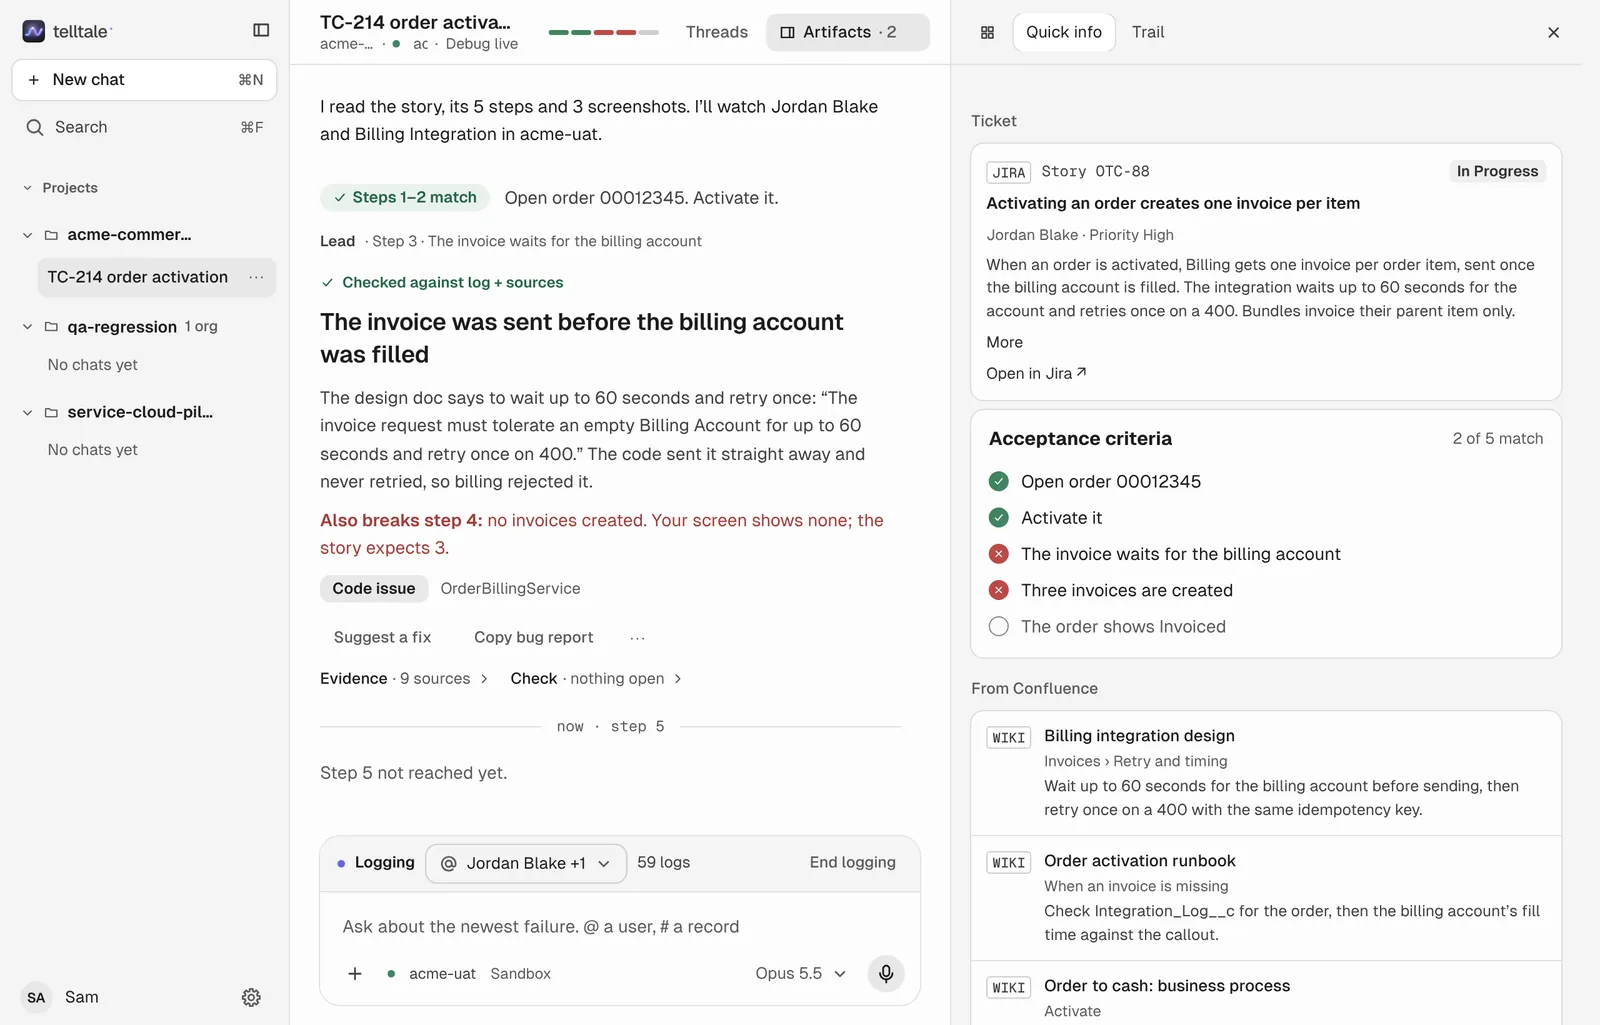 telltale
New chat ⌘N
Search ⌘F
Projects
acme-commer...
TC-214 order activation ...
qa-regression 1 org
No chats yet
service-cloud-pil...
No chats yet
SA Sam
TC-214 order activa...
acme-... · ac · Debug live
Threads
Artifacts · 2
I read the story, its 5 steps and 3 screenshots. I’ll watch Jordan Blake
and Billing Integration in acme-uat.
Steps 1–2 match Open order 00012345. Activate it.
Lead · Step 3 · The invoice waits for the billing account
Checked against log + sources
The invoice was sent before the billing account
was filled
The design doc says to wait up to 60 seconds and retry once: “The
invoice request must tolerate an empty Billing Account for up to 60
seconds and retry once on 400.” The code sent it straight away and
never retried, so billing rejected it.
Also breaks step 4: no invoices created. Your screen shows none; the
story expects 3.
Code issue OrderBillingService
Suggest a fix Copy bug report ...
Evidence · 9 sources > Check · nothing open >
now · step 5
Step 5 not reached yet.
Logging @ Jordan Blake +1 59 logs End logging
Ask about the newest failure. @ a user, # a record
+ acme-uat Sandbox Opus 5.5
Quick info
Trail
Ticket
JIRA Story OTC-88 In Progress
Activating an order creates one invoice per item
Jordan Blake · Priority High
When an order is activated, Billing gets one invoice per order item, sent once
the billing account is filled. The integration waits up to 60 seconds for the
account and retries once on a 400. Bundles invoice their parent item only.
More
Open in Jira ↗
Acceptance criteria 2 of 5 match
Open order 00012345
Activate it
The invoice waits for the billing account
Three invoices are created
The order shows Invoiced
From Confluence
WIKI Billing integration design
Invoices › Retry and timing
Wait up to 60 seconds for the billing account before sending, then
retry once on a 400 with the same idempotency key.
WIKI Order activation runbook
When an invoice is missing
Check Integration_Log__c for the order, then the billing account’s fill
time against the callout.
WIKI Order to cash: business process
Activate